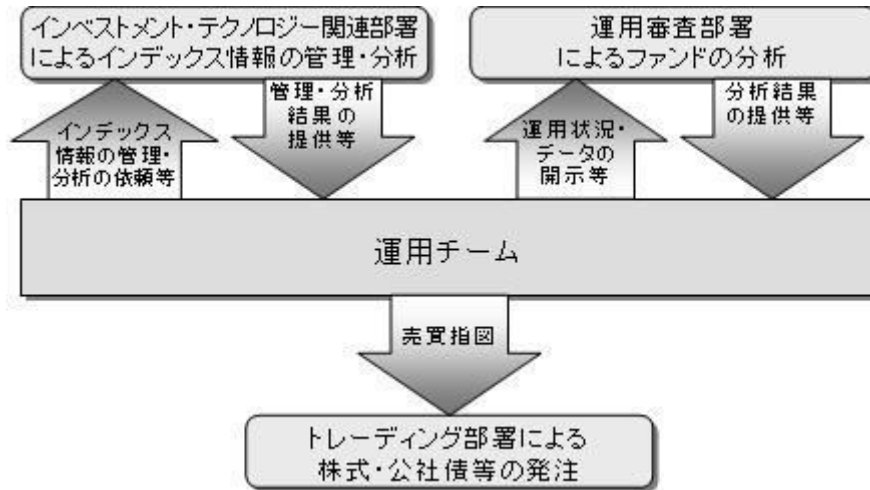 インベストメント・テクノロジー関連部署
によるインデックス情報の管理・分析
運用審査部署
によるファンドの分析
インデックス
情報の管理・
分析の依頼等
管理・分析
結果の
提供等
運用状況・
データの
開示等
分析結果
の提供等
運用チーム
売買指図
トレーディング部署による
株式・公社債等の発注